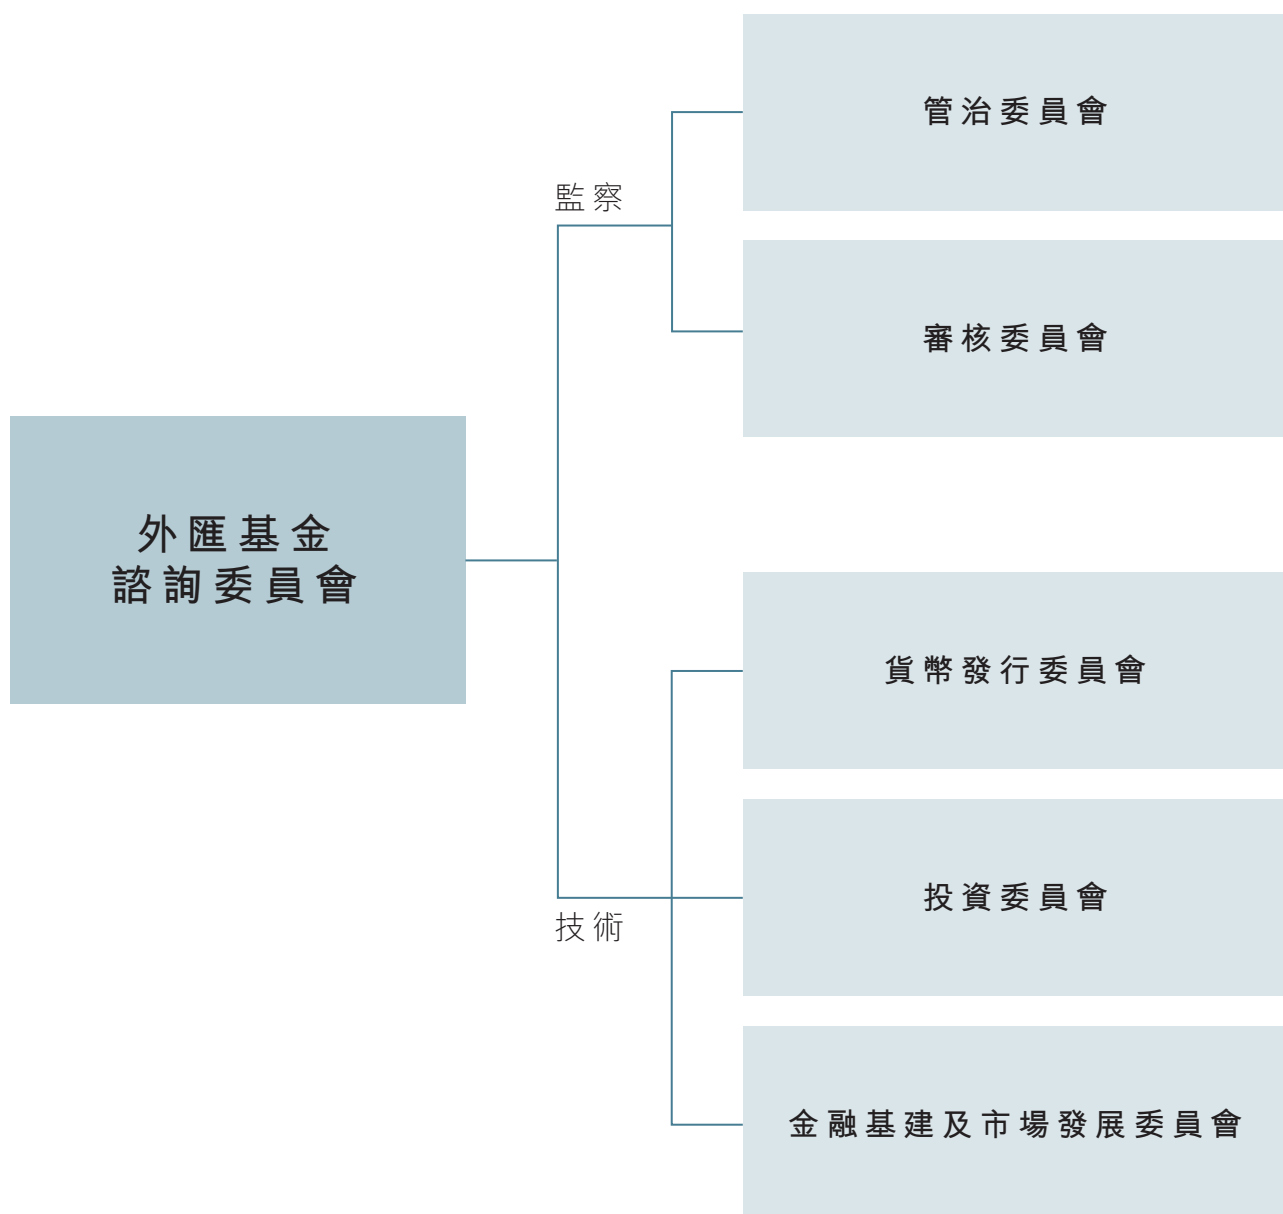 管治委員會
監察
審核委員會
外匯基金
諮詢委員會
貨幣發行委員會
投資委員會
技術
金融基建及市場發展委員會